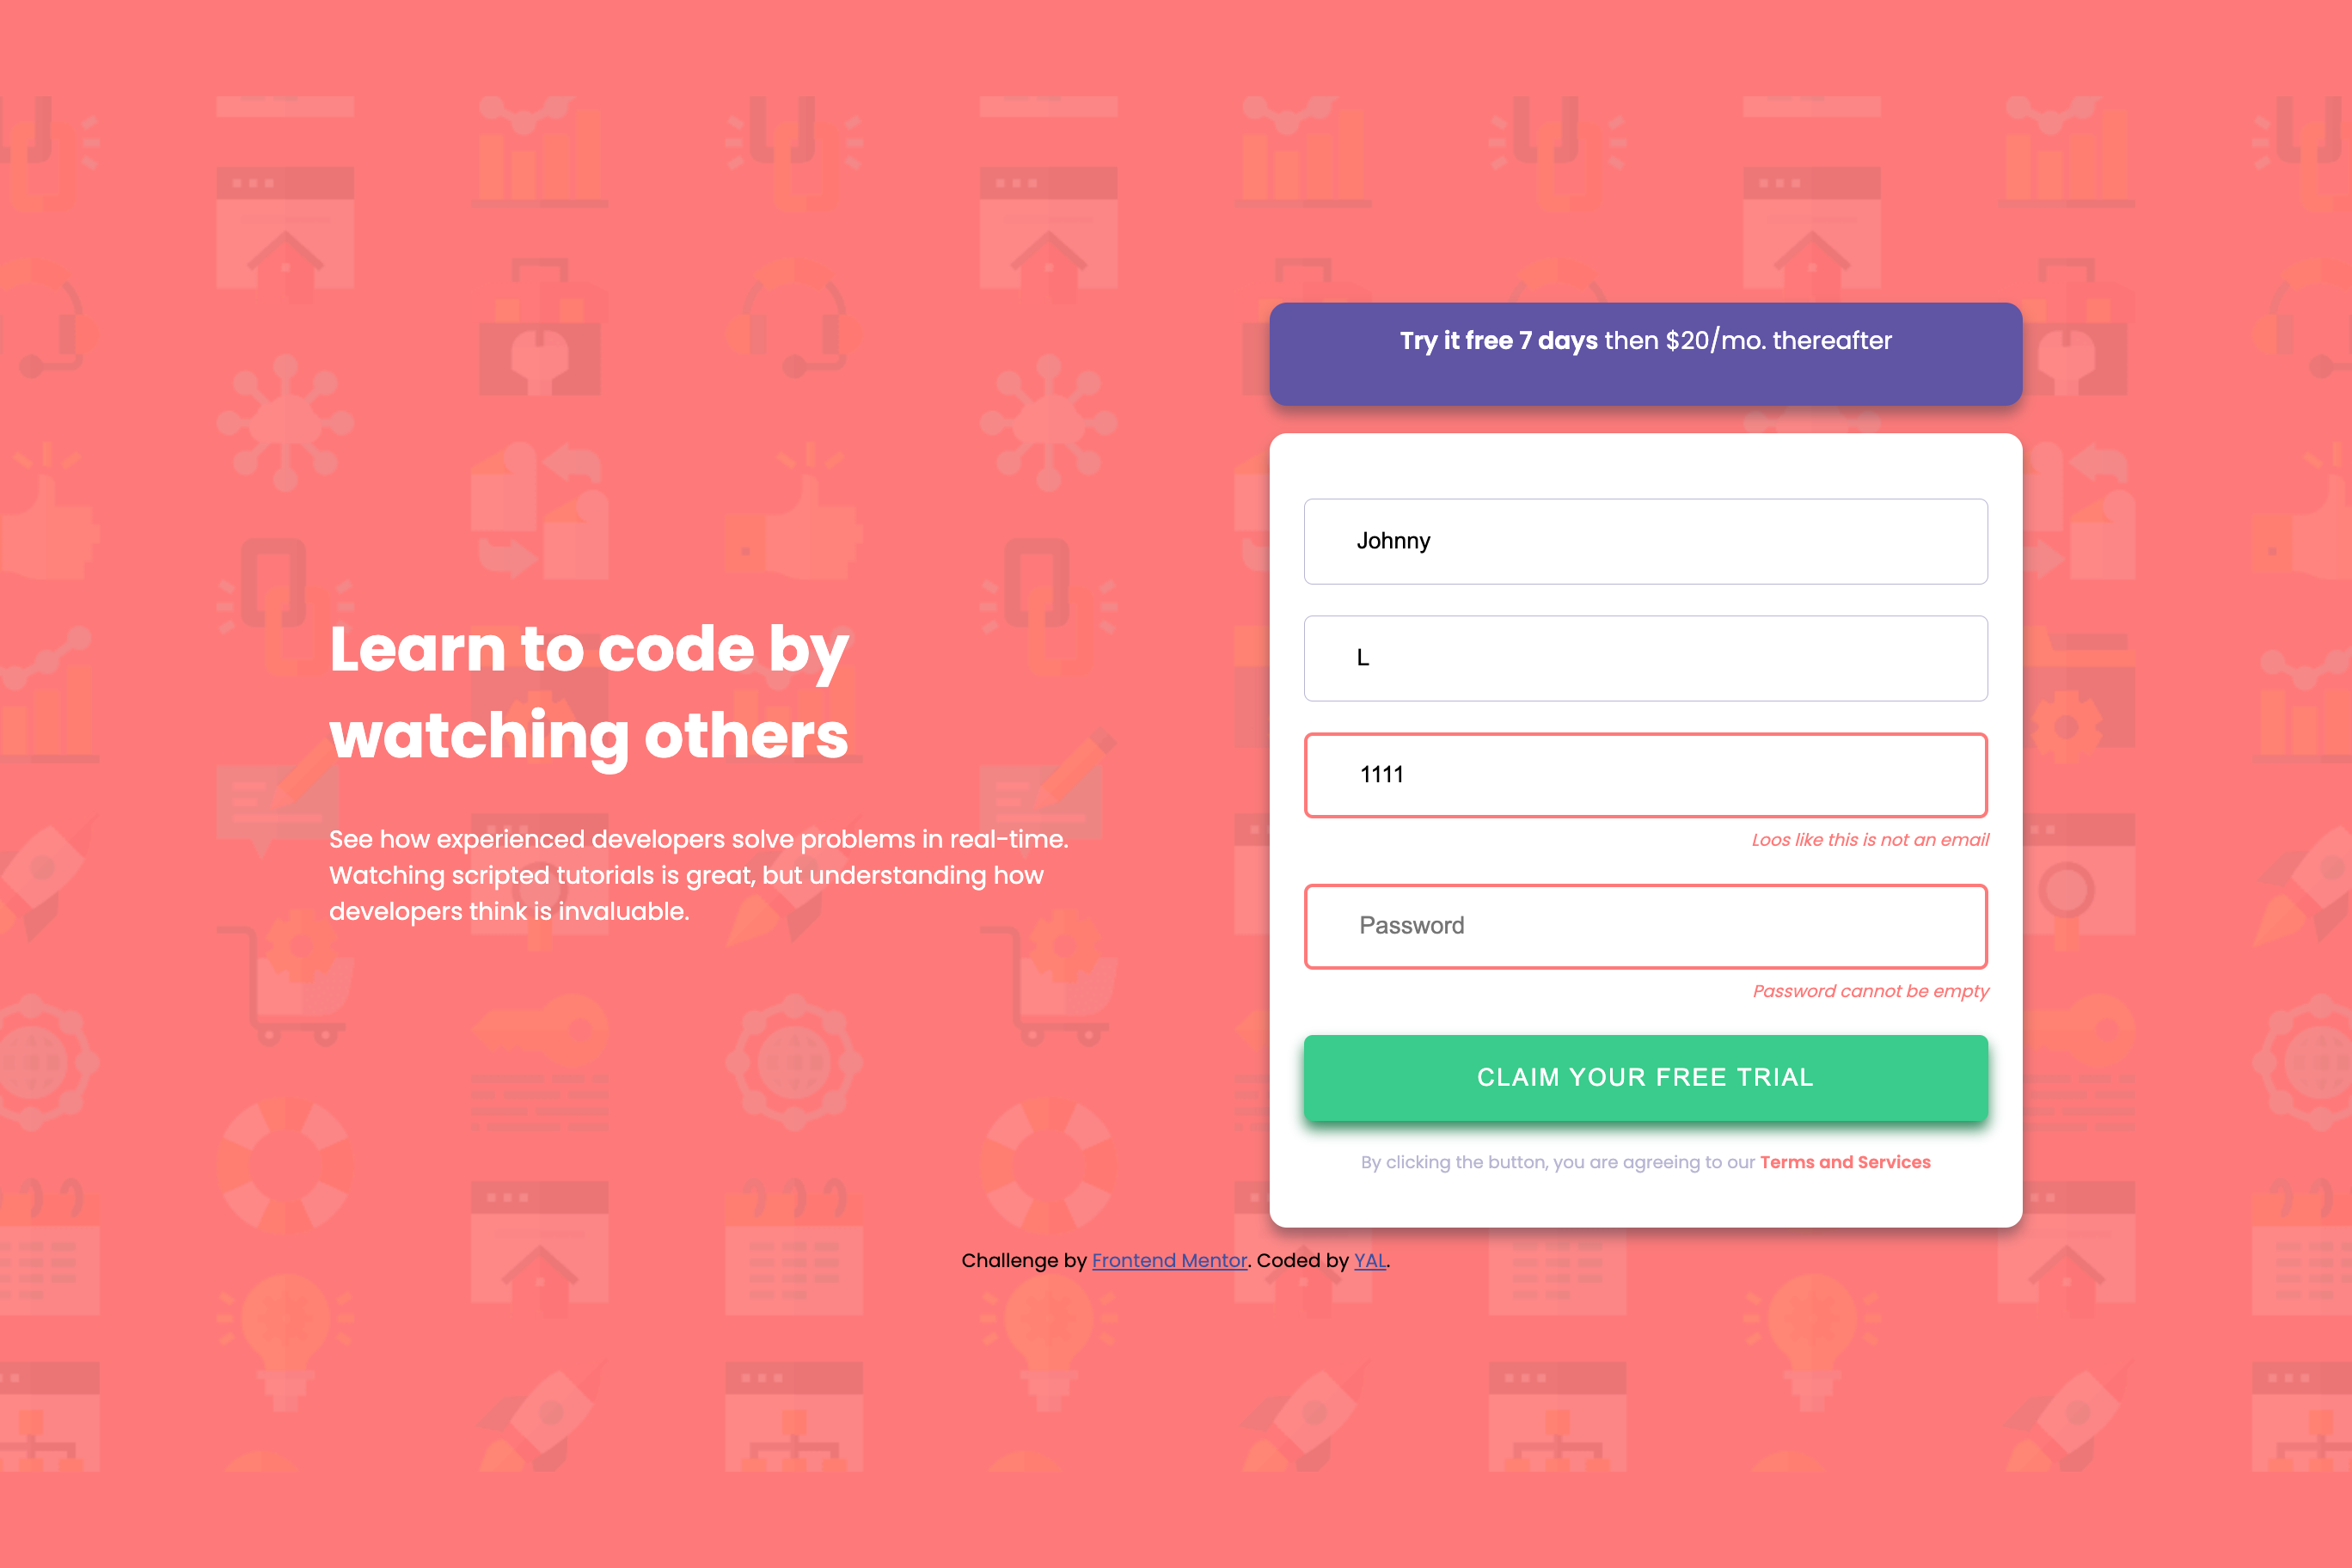 Learn to code by
watching others
See how experienced developers solve problems in real-time.
Watching scripted tutorials is great, but understanding how
developers think is invaluable.
Try it free 7 days then $20/mo. thereafter
Johnny
L
1111
Loos like this is not an email
Password
Password cannot be empty
CLAIM YOUR FREE TRIAL
By clicking the button, you are agreeing to our Terms and Services
Challenge by Frontend Mentor. Coded by YAL.